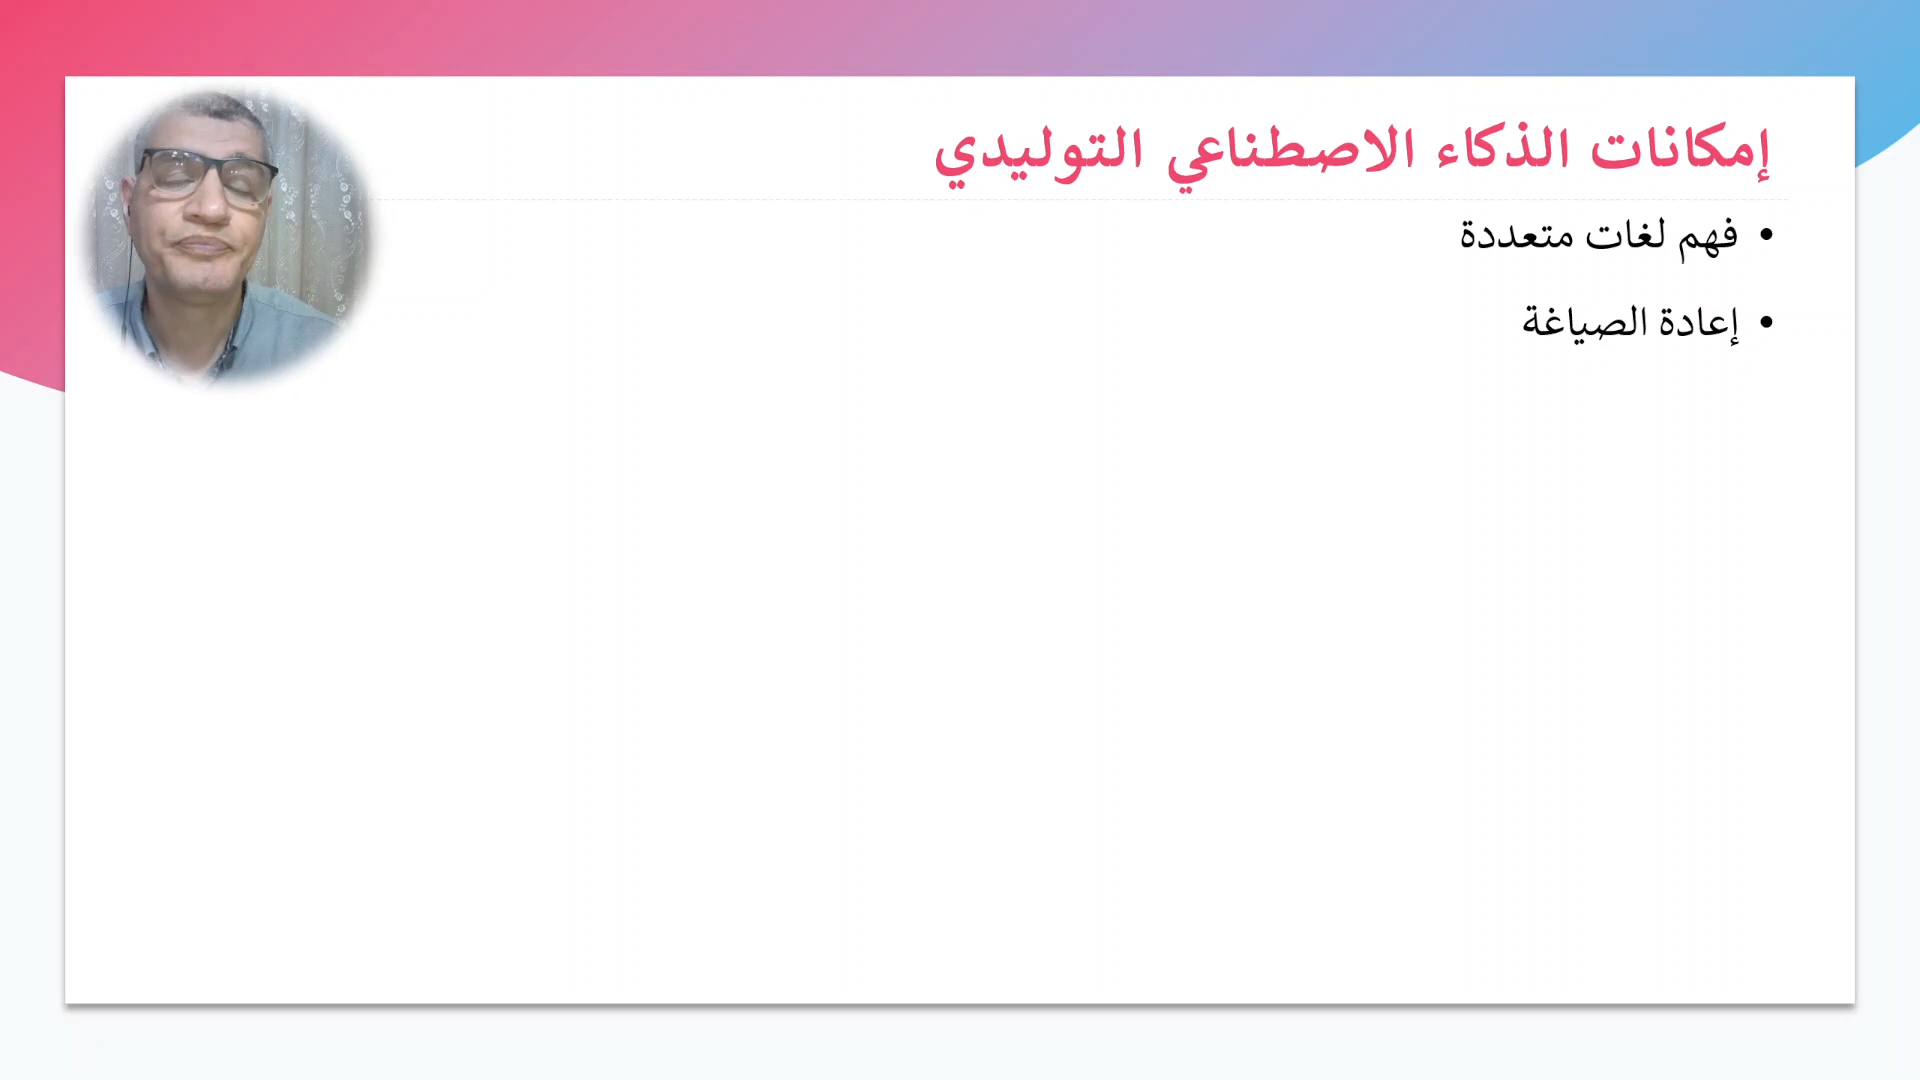 إمكانات الذكاء الاصطناعي التوليدي
• فهم لغات متعددة
• إعادة الصياغة